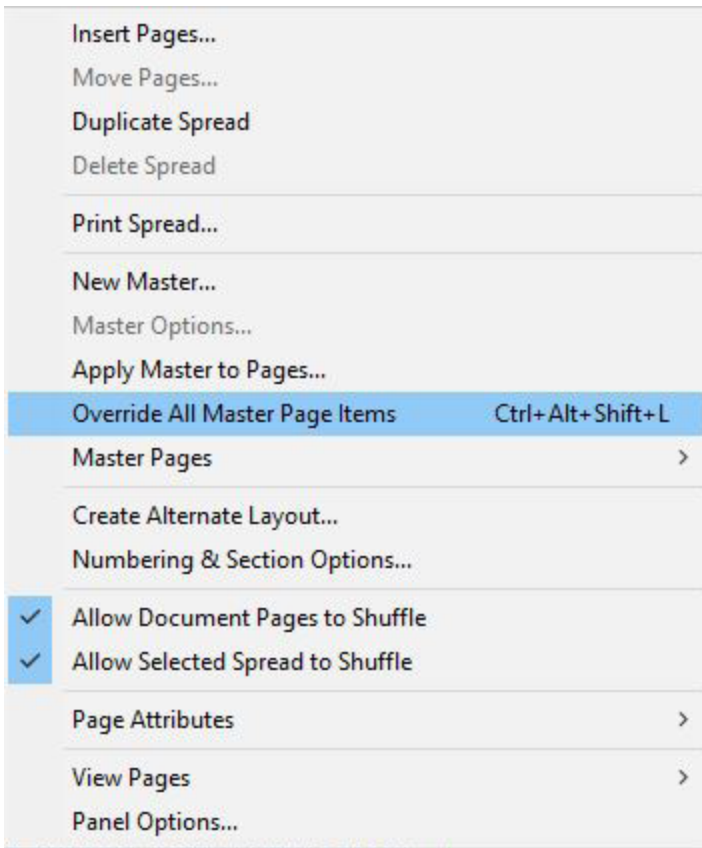 Insert Pages...
Move Pages...
Duplicate Spread
Delete Spread
Print Spread...
New Master...
Master Options...
Apply Master to Pages...
Override All Master Page Items Ctrl+Alt+Shift+L
Master Pages
Create Alternate Layout...
Numbering & Section Options...
Allow Document Pages to Shuffle
Allow Selected Spread to Shuffle
Page Attributes
View Pages
Panel Options...